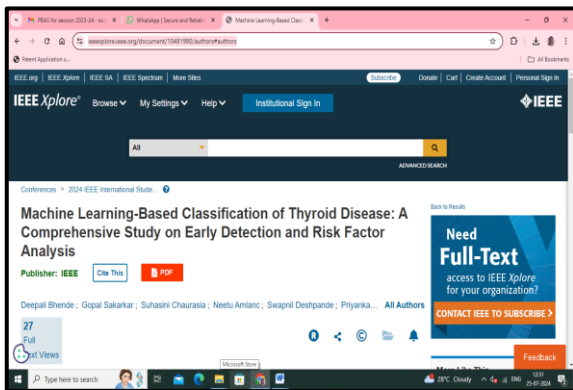 PBAS for session 2023-24 - sur
WhatsApp | Secure and Reliable
Machine Learning-Based Classif
ieeexplore.ieee.org/document/10481980/authors#authors
Patent Application s...
All Bookmarks
IEEE.org | IEEE Xplore | IEEE SA | IEEE Spectrum | More Sites
Subscribe
Donate | Cart | Create Account | Personal Sign In
IEEE Xplore®
Browse
My Settings
Help
Institutional Sign In
IEEE
All
ADVANCED SEARCH
Conferences > 2024 IEEE International Stude...
Back to Results
Machine Learning-Based Classification of Thyroid Disease: A
Comprehensive Study on Early Detection and Risk Factor
Analysis
Publisher: IEEE
Cite This
PDF
Deepali Bhende ; Gopal Sakarkar ; Suhasini Chaurasia ; Neetu Amlanc ; Swapnil Deshpande ; Priyanka... All Authors
27
Full
Text Views
Need
Full-Text
access to IEEE Xplore
for your organization?
CONTACT IEEE TO SUBSCRIBE >
More Like This
Feedback
Microsoft Store
Type here to search
28°C Cloudy
ENG
12:51
25-07-2024